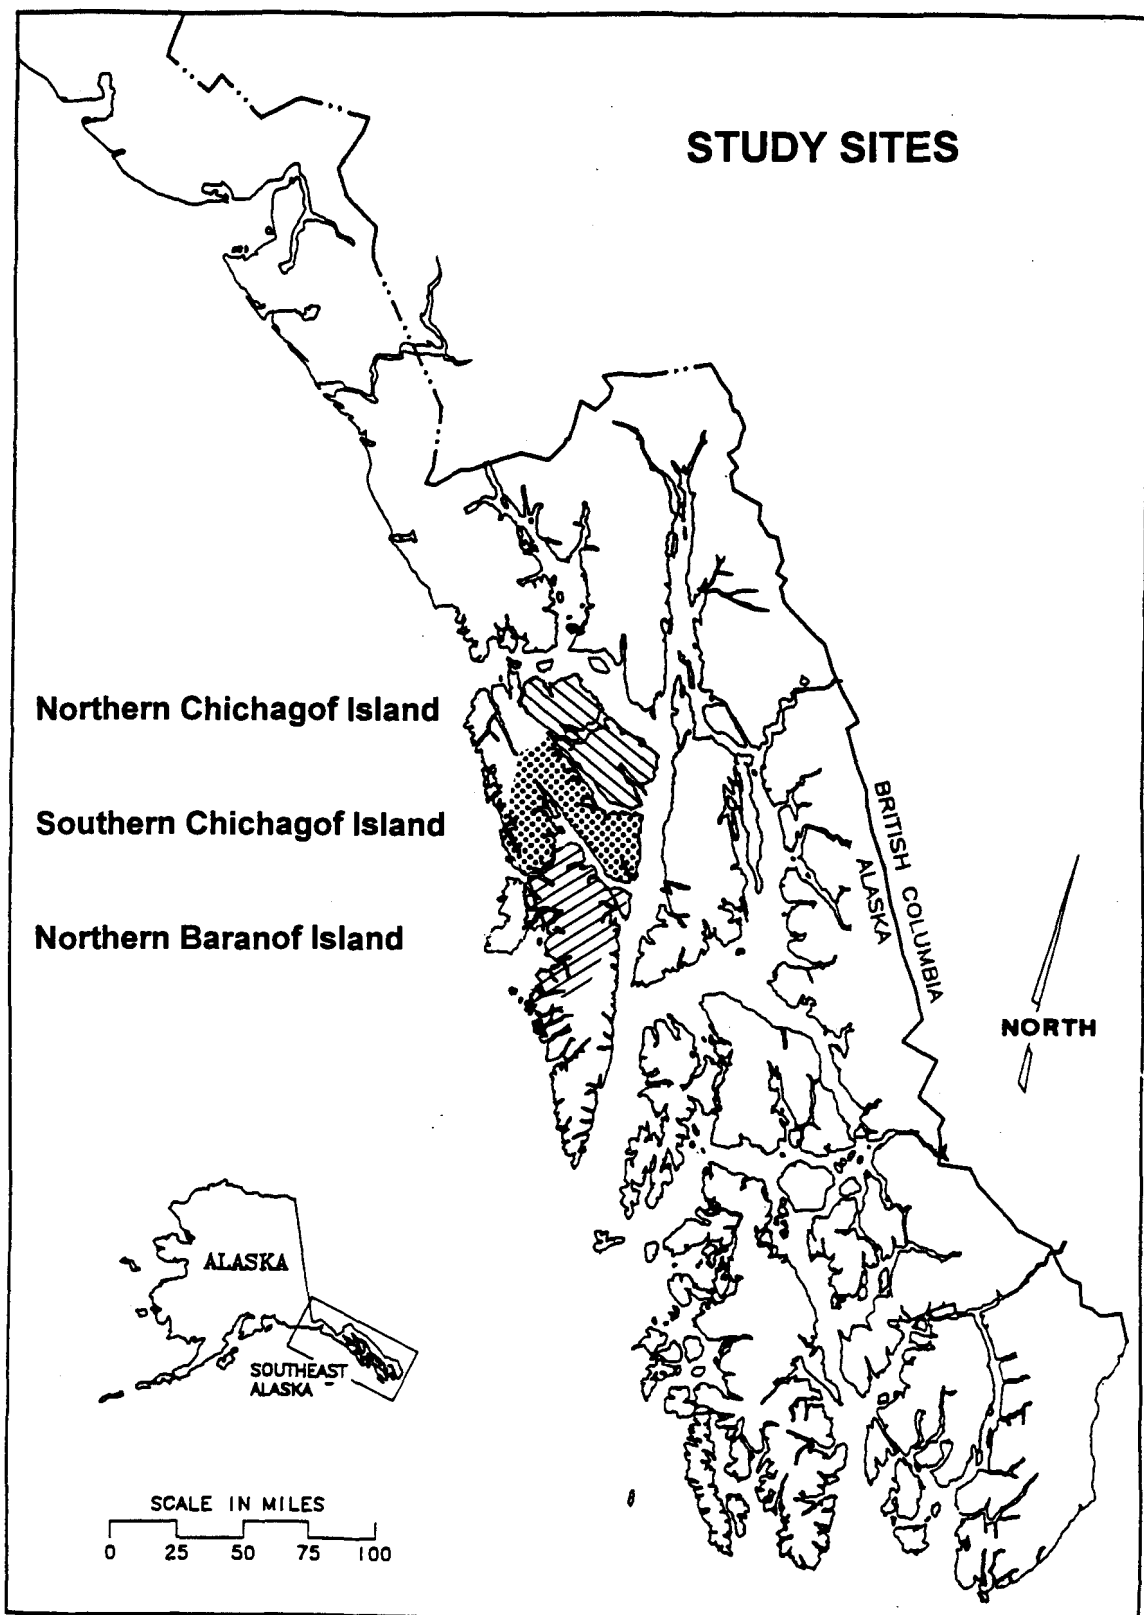 STUDY SITES
Northern Chichagof Island
Southern Chichagof Island
Northern Baranof Island
BRITISH COLUMBIA
ALASKA
NORTH
ALASKA
SOUTHEAST
ALASKA
SCALE IN MILES
0 25 50 75 100